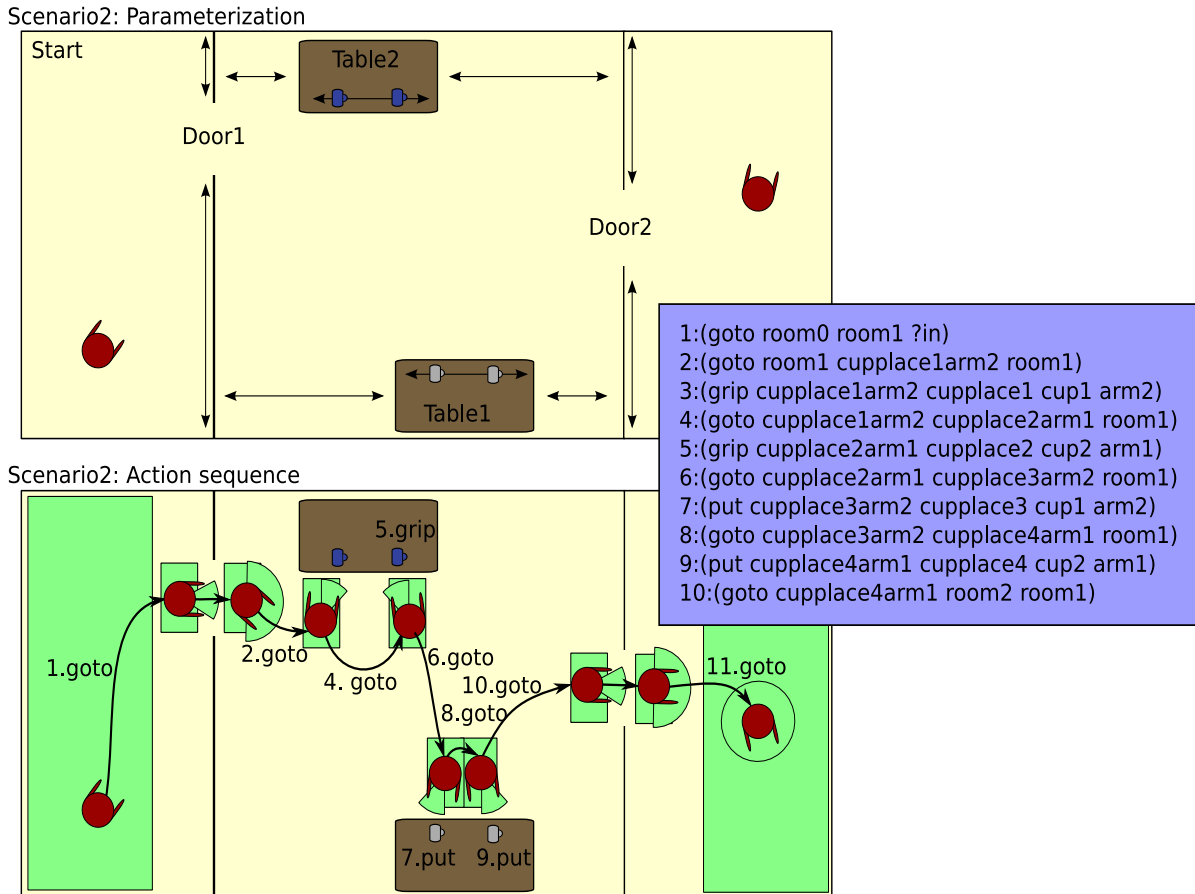 Scenario2: Parameterization
Start
Table2
Door1
Door2
Table1
1:(goto room0 room1 ?in)
2:(goto room1 cupplace1arm2 room1)
3:(grip cupplace1arm2 cupplace1 cup1 arm2)
4:(goto cupplace1arm2 cupplace2arm1 room1)
5:(grip cupplace2arm1 cupplace2 cup2 arm1)
6:(goto cupplace2arm1 cupplace3arm2 room1)
7:(put cupplace3arm2 cupplace3 cup1 arm2)
8:(goto cupplace3arm2 cupplace4arm1 room1)
9:(put cupplace4arm1 cupplace4 cup2 arm1)
10:(goto cupplace4arm1 room2 room1)
Scenario2: Action sequence
5.grip
1.goto
2.goto
4. goto
6.goto
10.goto
8.goto
11.goto
7.put
9.put